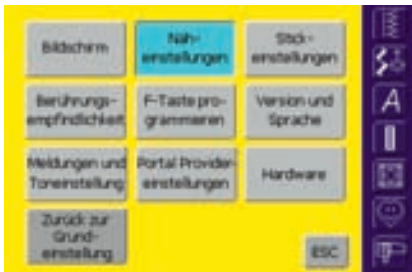 Bildschirm
Näh-
einstellungen
Stick-
einstellungen
Berührungs-
empfindlichkeit
F-Taste pro-
grammieren
Version und
Sprache
Meldungen und
Toneinstellung
Portal Provider-
einstellungen
Hardware
Zurück zur
Grund-
einstellung
ESC
A